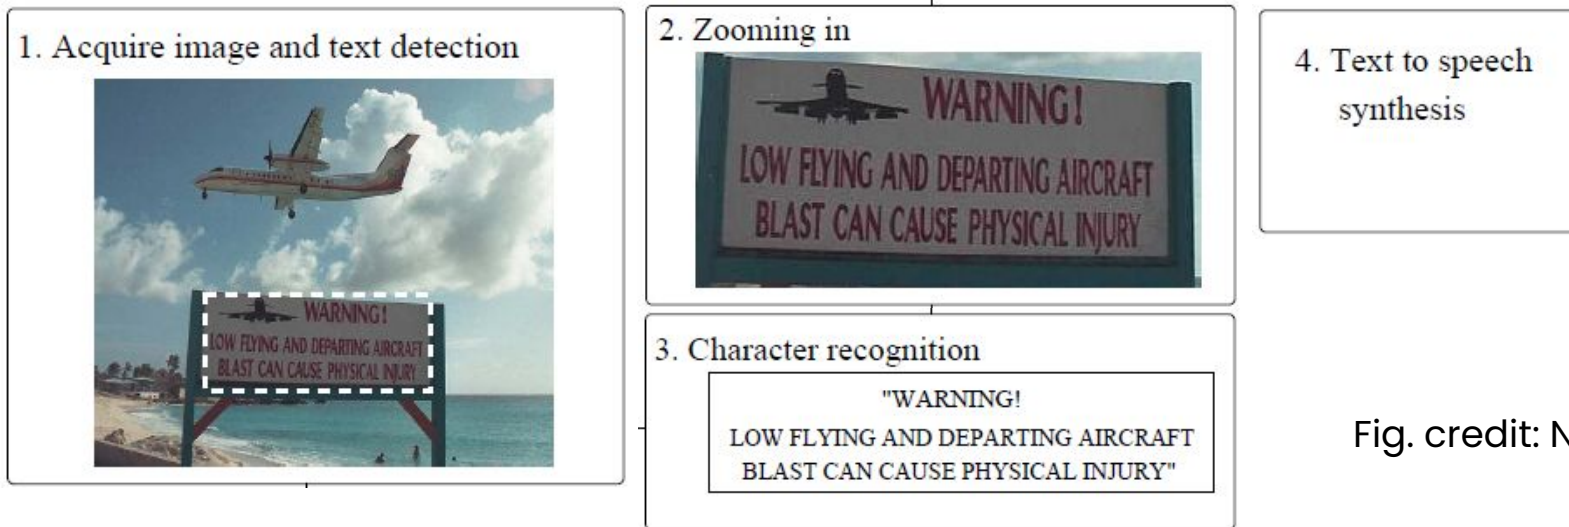 1. Acquire image and text detection
WARNING!
LOW FLYING AND DEPARTING AIRCRAFT
BLAST CAN CAUSE PHYSICAL INJURY
2. Zooming in
WARNING!
LOW FLYING AND DEPARTING AIRCRAFT
BLAST CAN CAUSE PHYSICAL INJURY
3. Character recognition
"WARNING!
LOW FLYING AND DEPARTING AIRCRAFT
BLAST CAN CAUSE PHYSICAL INJURY"
4. Text to speech
synthesis
Fig. credit: